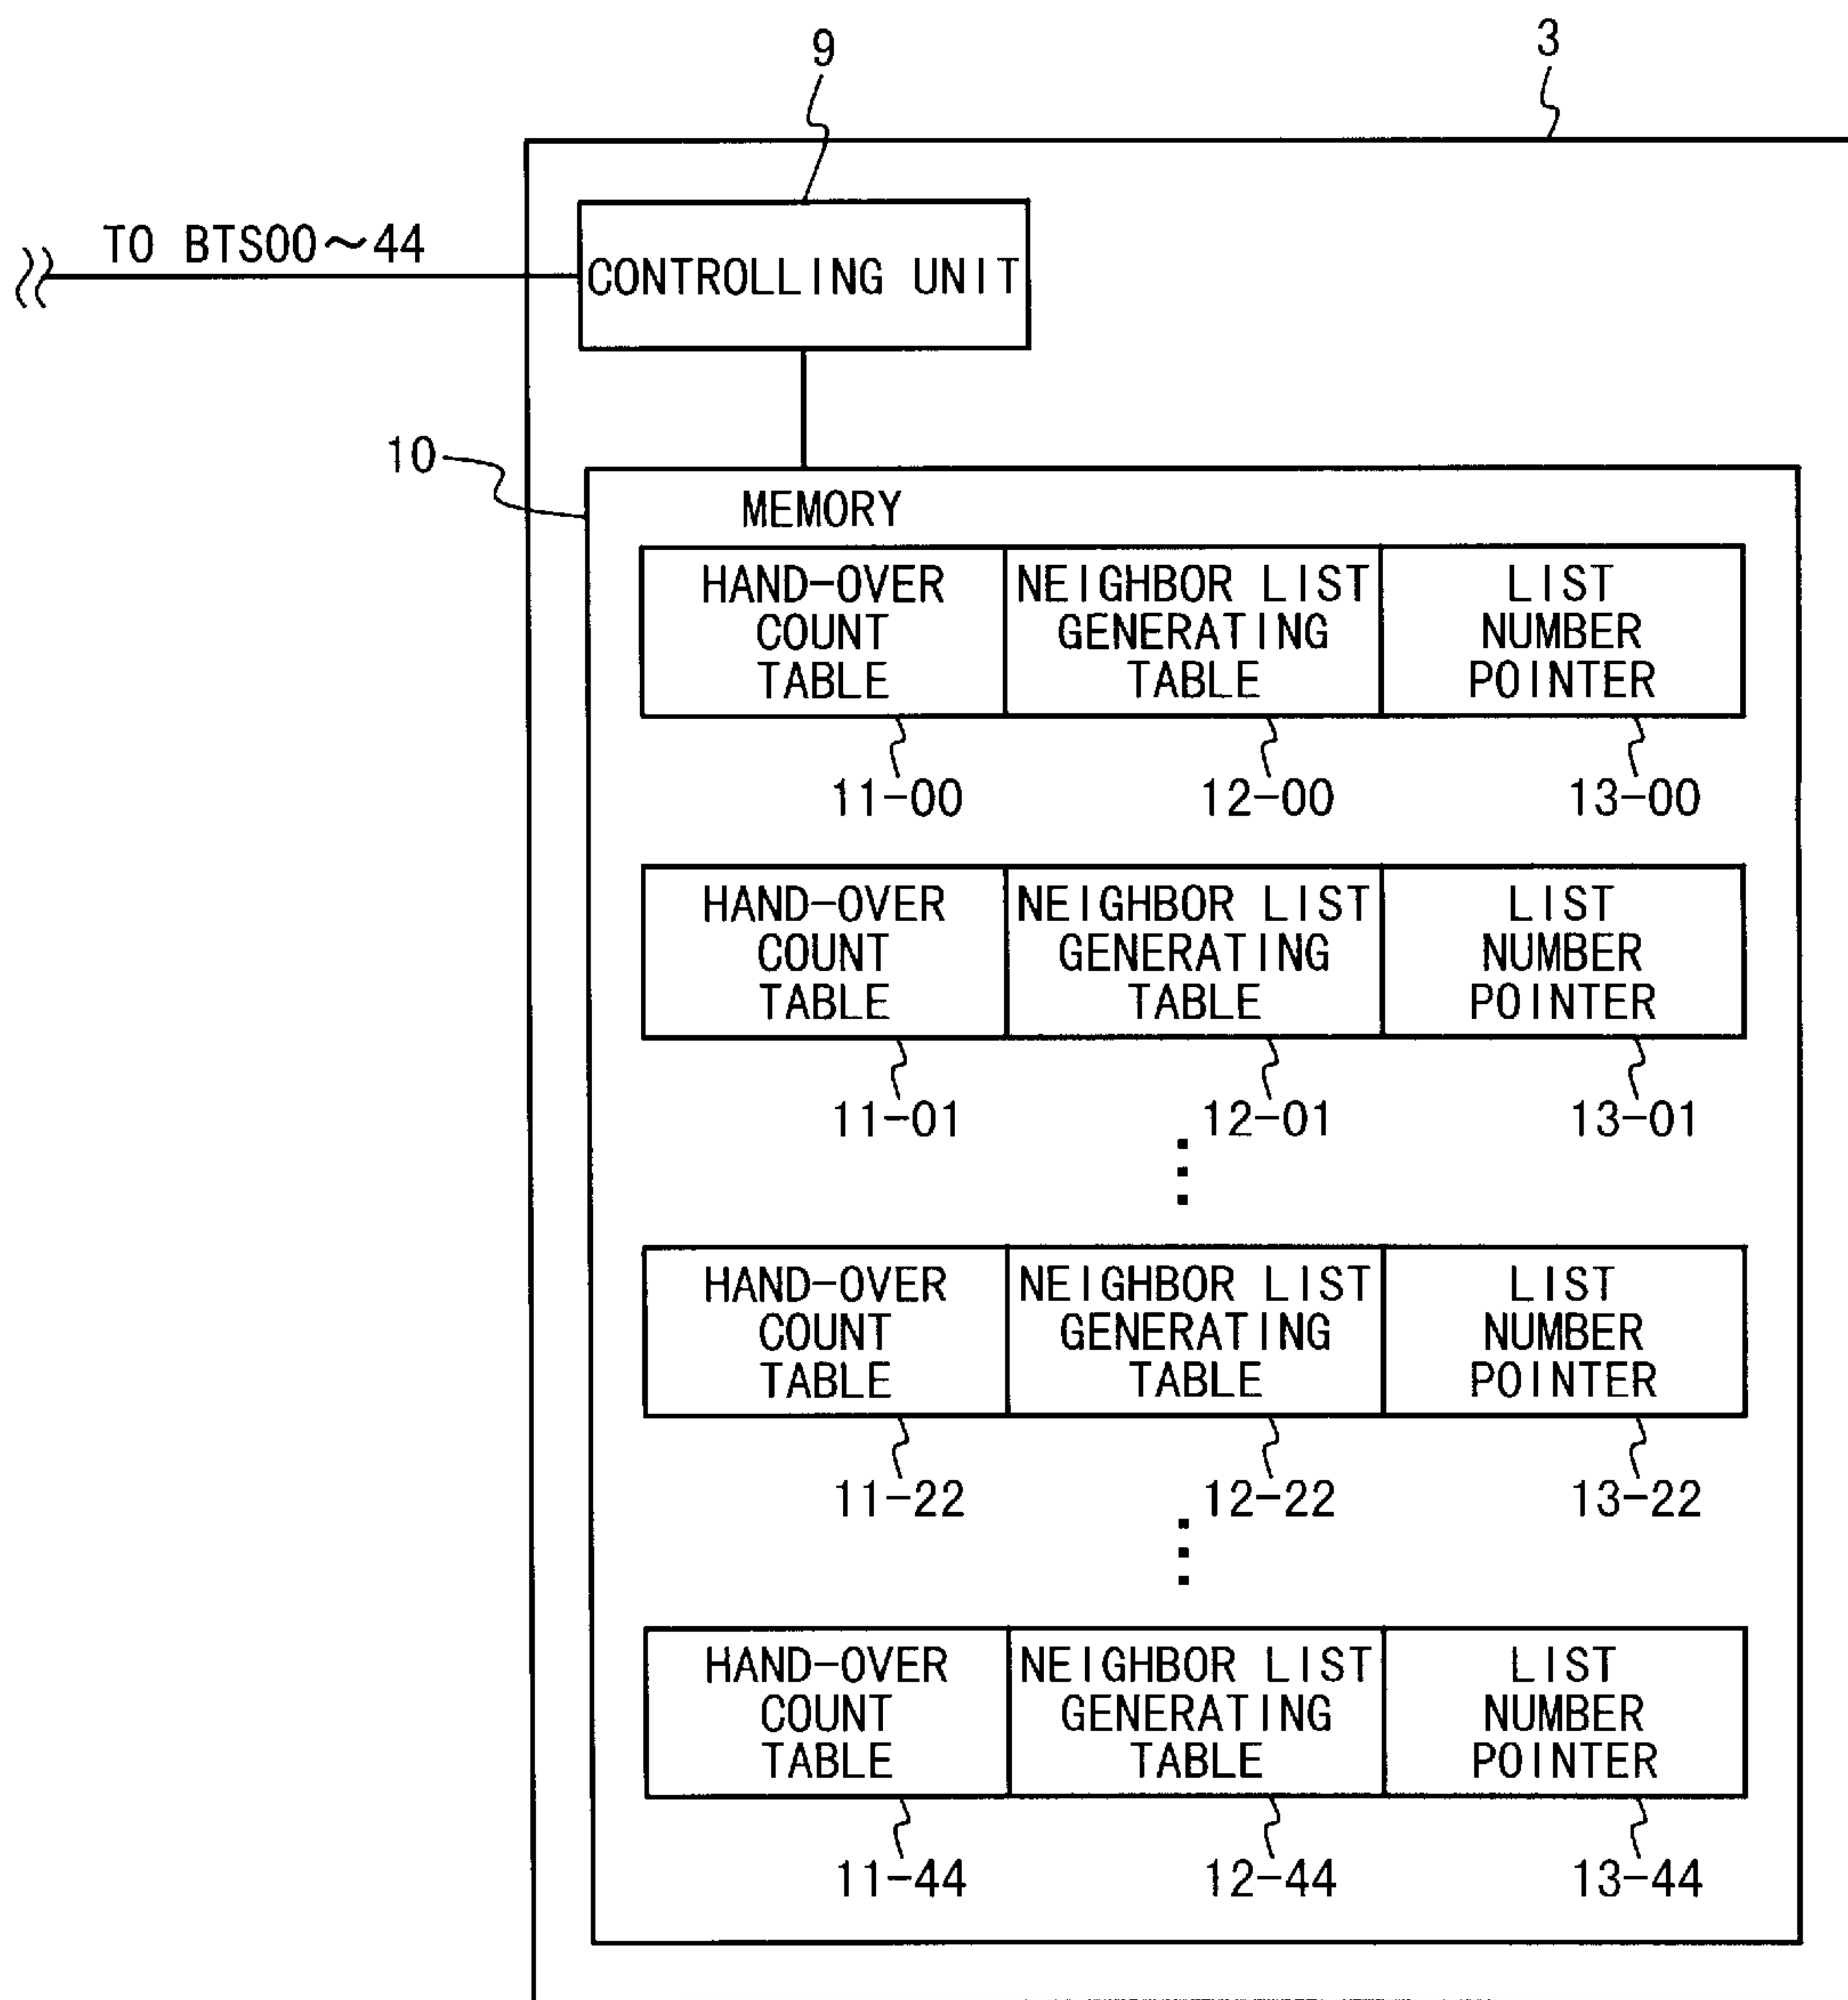 9
3
TO BTS00～44
CONTROLLING UNIT
10
MEMORY
HAND-OVER
COUNT
TABLE
NEIGHBOR LIST
GENERATING
TABLE
LIST
NUMBER
POINTER
11-00
12-00
13-00
HAND-OVER
COUNT
TABLE
NEIGHBOR LIST
GENERATING
TABLE
LIST
NUMBER
POINTER
11-01
12-01
13-01
HAND-OVER
COUNT
TABLE
NEIGHBOR LIST
GENERATING
TABLE
LIST
NUMBER
POINTER
11-22
12-22
13-22
HAND-OVER
COUNT
TABLE
NEIGHBOR LIST
GENERATING
TABLE
LIST
NUMBER
POINTER
11-44
12-44
13-44